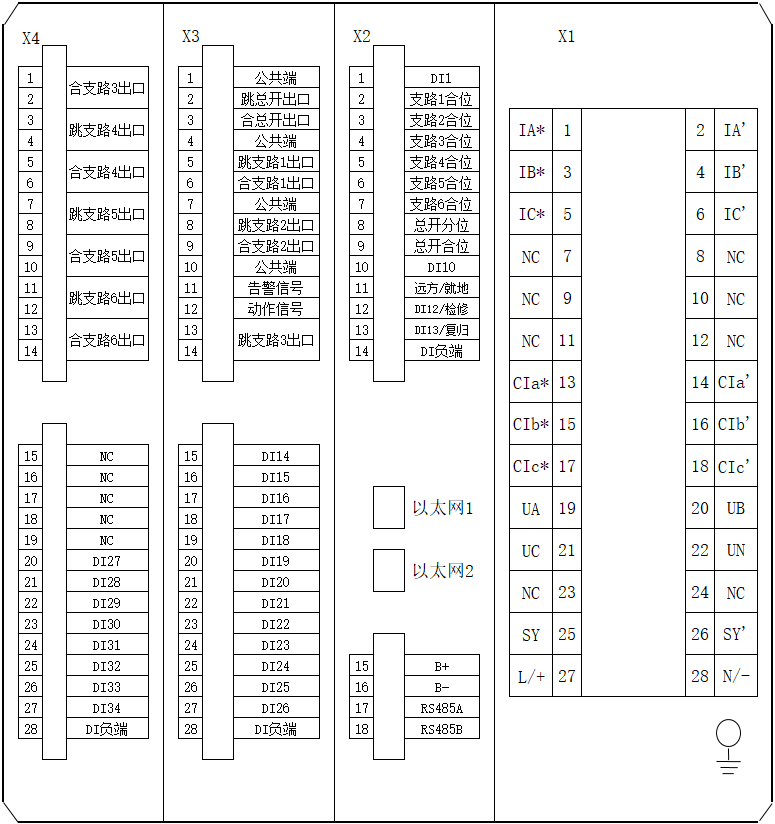 X4
1
合支路3出口
2
3
跳支路4出口
4
5
合支路4出口
6
7
跳支路5出口
8
9
合支路5出口
10
11
跳支路6出口
12
13
合支路6出口
14
15 NC
16 NC
17 NC
18 NC
19 NC
20 DI27
21 DI28
22 DI29
23 DI30
24 DI31
25 DI32
26 DI33
27 DI34
28 DI负端
X3
1 公共端
2 跳总开出口
3 合总开出口
4 公共端
5 跳支路1出口
6 合支路1出口
7 公共端
8 跳支路2出口
9 合支路2出口
10 公共端
11 告警信号
12 动作信号
13
跳支路3出口
14
15 DI14
16 DI15
17 DI16
18 DI17
19 DI18
20 DI19
21 DI20
22 DI21
23 DI22
24 DI23
25 DI24
26 DI25
27 DI26
28 DI负端
X2
1 DI1
2 支路1合位
3 支路2合位
4 支路3合位
5 支路4合位
6 支路5合位
7 支路6合位
8 总开分位
9 总开合位
10 DI10
11 远方/就地
12 DI12/检修
13 DI13/复归
14 DI负端
以太网1
以太网2
15 B+
16 B-
17 RS485A
18 RS485B
X1
IA* 1 2 IA'
IB* 3 4 IB'
IC* 5 6 IC'
NC 7 8 NC
NC 9 10 NC
NC 11 12 NC
CIa* 13 14 CIa'
CIb* 15 16 CIb'
CIc* 17 18 CIc'
UA 19 20 UB
UC 21 22 UN
NC 23 24 NC
SY 25 26 SY'
L/+ 27 28 N/-